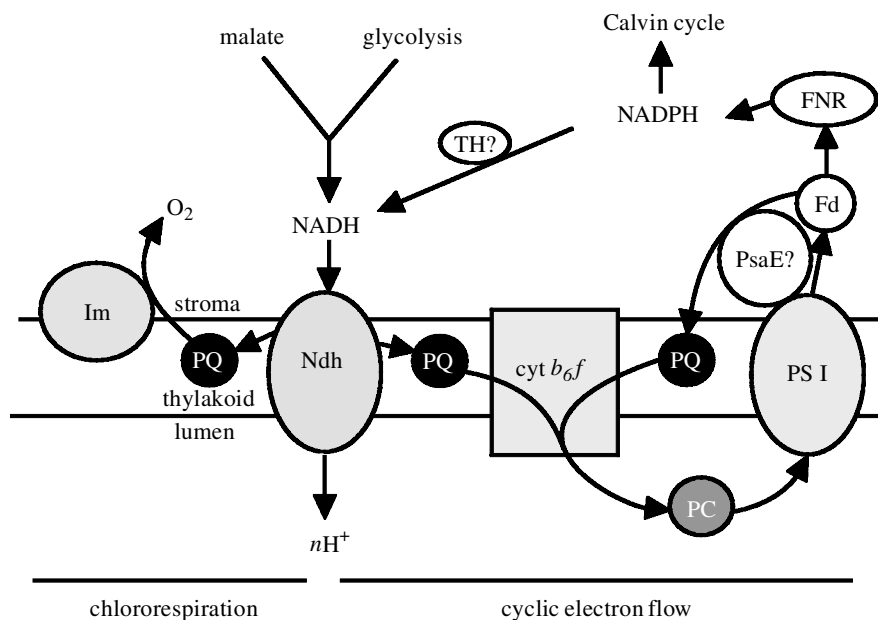 Calvin cycle
malate
glycolysis
FNR
NADPH
TH?
Fd
O₂
NADH
PsaE?
Im
stroma
PQ
Ndh
PQ
cyt b₆f
PQ
PS I
thylakoid
lumen
PC
nH⁺
chlororespiration
cyclic electron flow